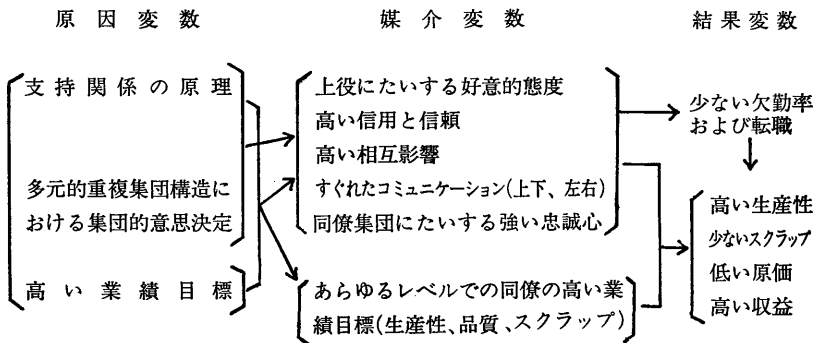 原因変数
支持関係の原理
多元的重複集団構造に
おける集団的意思決定
高い業績目標
媒介変数
上役にたいする好意的態度
高い信用と信頼
高い相互影響
すぐれたコミュニケーション(上下、左右)
同僚集団にたいする強い忠誠心
あらゆるレベルでの同僚の高い業
績目標(生産性、品質、スクラップ)
結果変数
少ない欠勤率
および転職
高い生産性
少ないスクラップ
低い原価
高い収益